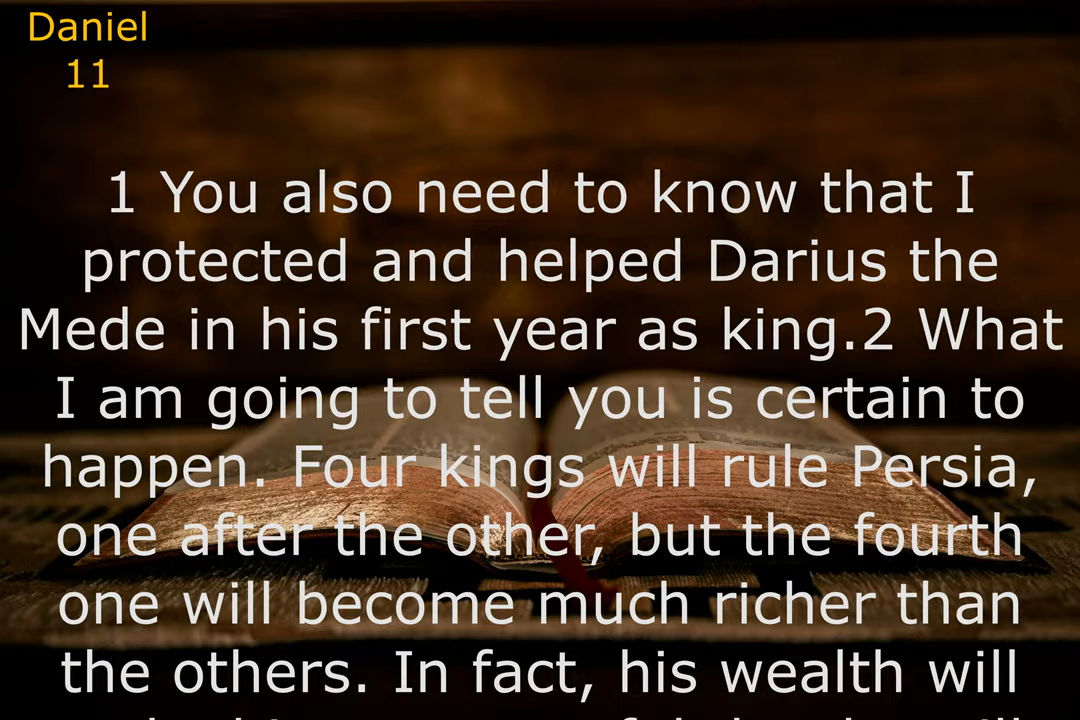 Daniel
11
1 You also need to know that I
protected and helped Darius the
Mede in his first year as king.2 What
I am going to tell you is certain to
happen. Four kings will rule Persia,
one after the other, but the fourth
one will become much richer than
the others. In fact, his wealth will